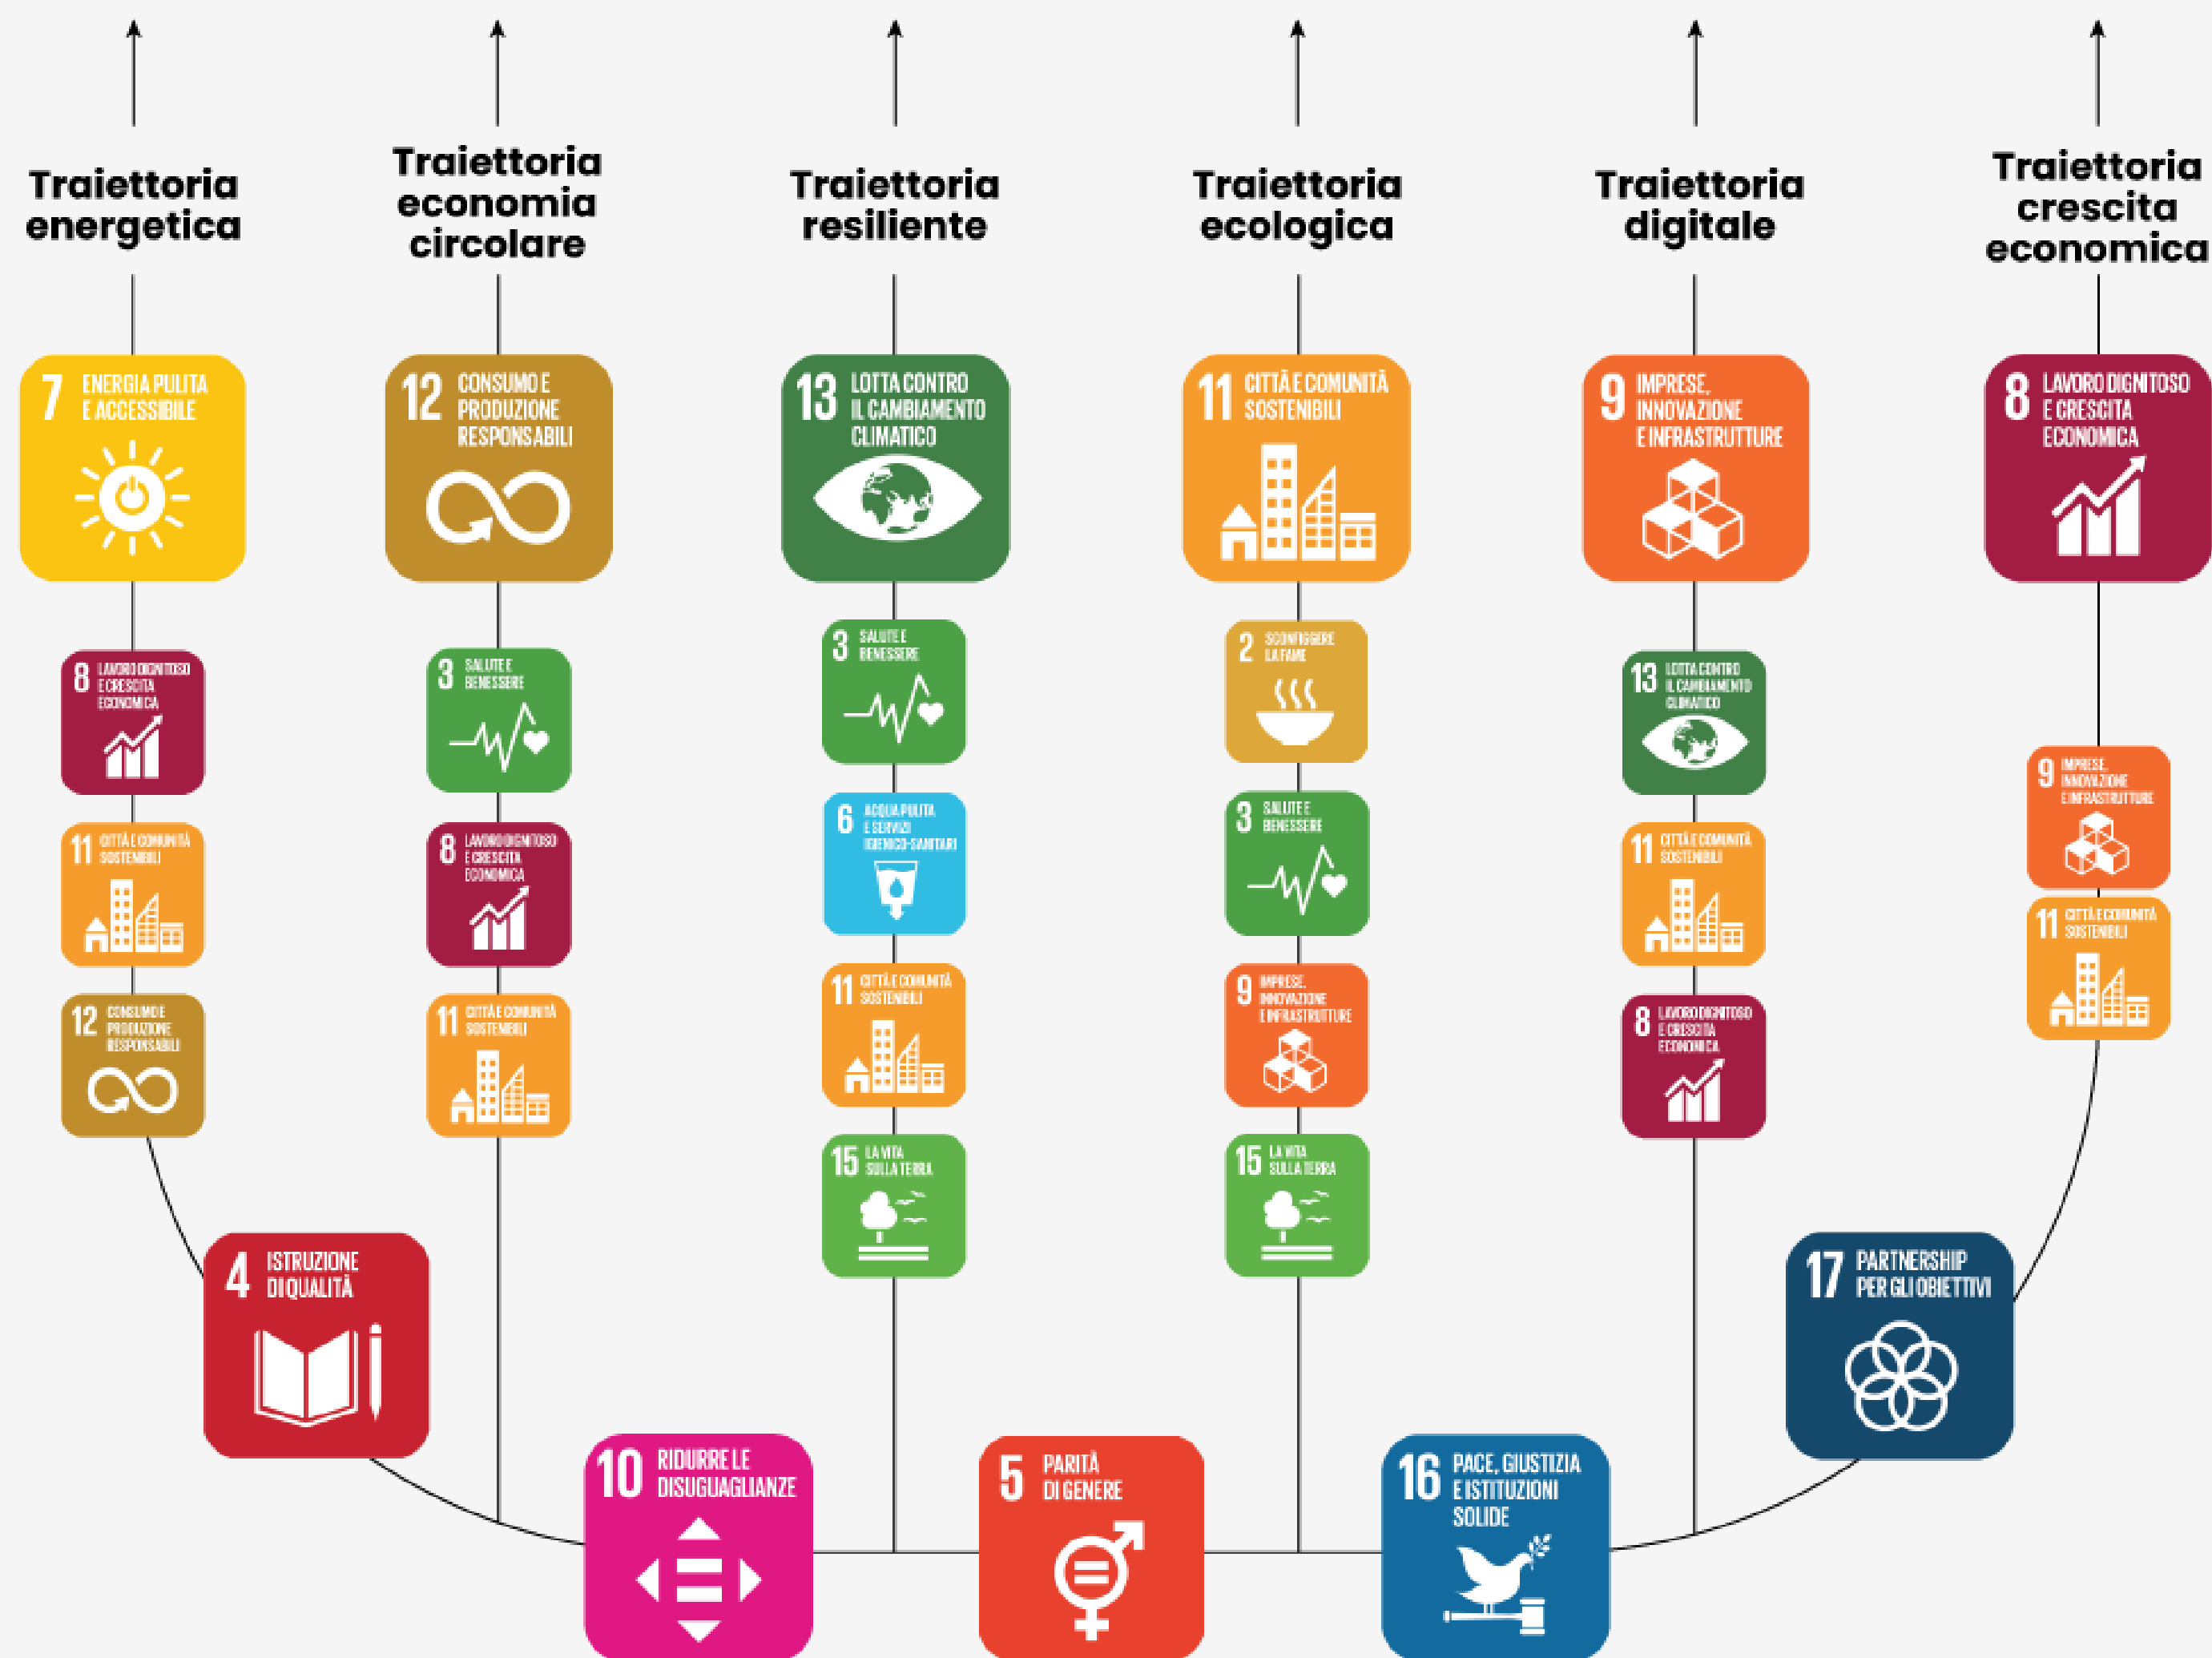 Traiettoria
energetica
Traiettoria
economia
circolare
Traiettoria
resiliente
Traiettoria
ecologica
Traiettoria
digitale
Traiettoria
crescita
economica
7 ENERGIA PULITA
E ACCESSIBILE
12 CONSUMO E
PRODUZIONE
RESPONSABILI
13 LOTTA CONTRO
IL CAMBIAMENTO
CLIMATICO
11 CITTÀ E COMUNITÀ
SOSTENIBILI
9 IMPRESE,
INNOVAZIONE
E INFRASTRUTTURE
8 LAVORO DIGNITOSO
E CRESCITA
ECONOMICA
8 LAVORO DIGNITOSO
E CRESCITA
ECONOMICA
11 CITTÀ E COMUNITÀ
SOSTENIBILI
12 CONSUMO E
PRODUZIONE
RESPONSABILI
3 SALUTE E
BENESSERE
8 LAVORO DIGNITOSO
E CRESCITA
ECONOMICA
11 CITTÀ E COMUNITÀ
SOSTENIBILI
3 SALUTE E
BENESSERE
6 ACQUA PULITA
E SERVIZI
IGIENICO-SANITARI
11 CITTÀ E COMUNITÀ
SOSTENIBILI
15 LA VITA
SULLA TERRA
2 SCONFIGGERE
LA FAME
3 SALUTE E
BENESSERE
9 IMPRESE,
INNOVAZIONE
E INFRASTRUTTURE
15 LA VITA
SULLA TERRA
13 LOTTA CONTRO
IL CAMBIAMENTO
CLIMATICO
11 CITTÀ E COMUNITÀ
SOSTENIBILI
8 LAVORO DIGNITOSO
E CRESCITA
ECONOMICA
9 IMPRESE,
INNOVAZIONE
E INFRASTRUTTURE
11 CITTÀ E COMUNITÀ
SOSTENIBILI
4 ISTRUZIONE
DI QUALITÀ
10 RIDURRE LE
DISUGUAGLIANZE
5 PARITÀ
DI GENERE
16 PACE, GIUSTIZIA
E ISTITUZIONI
SOLIDE
17 PARTNERSHIP
PER GLI OBIETTIVI